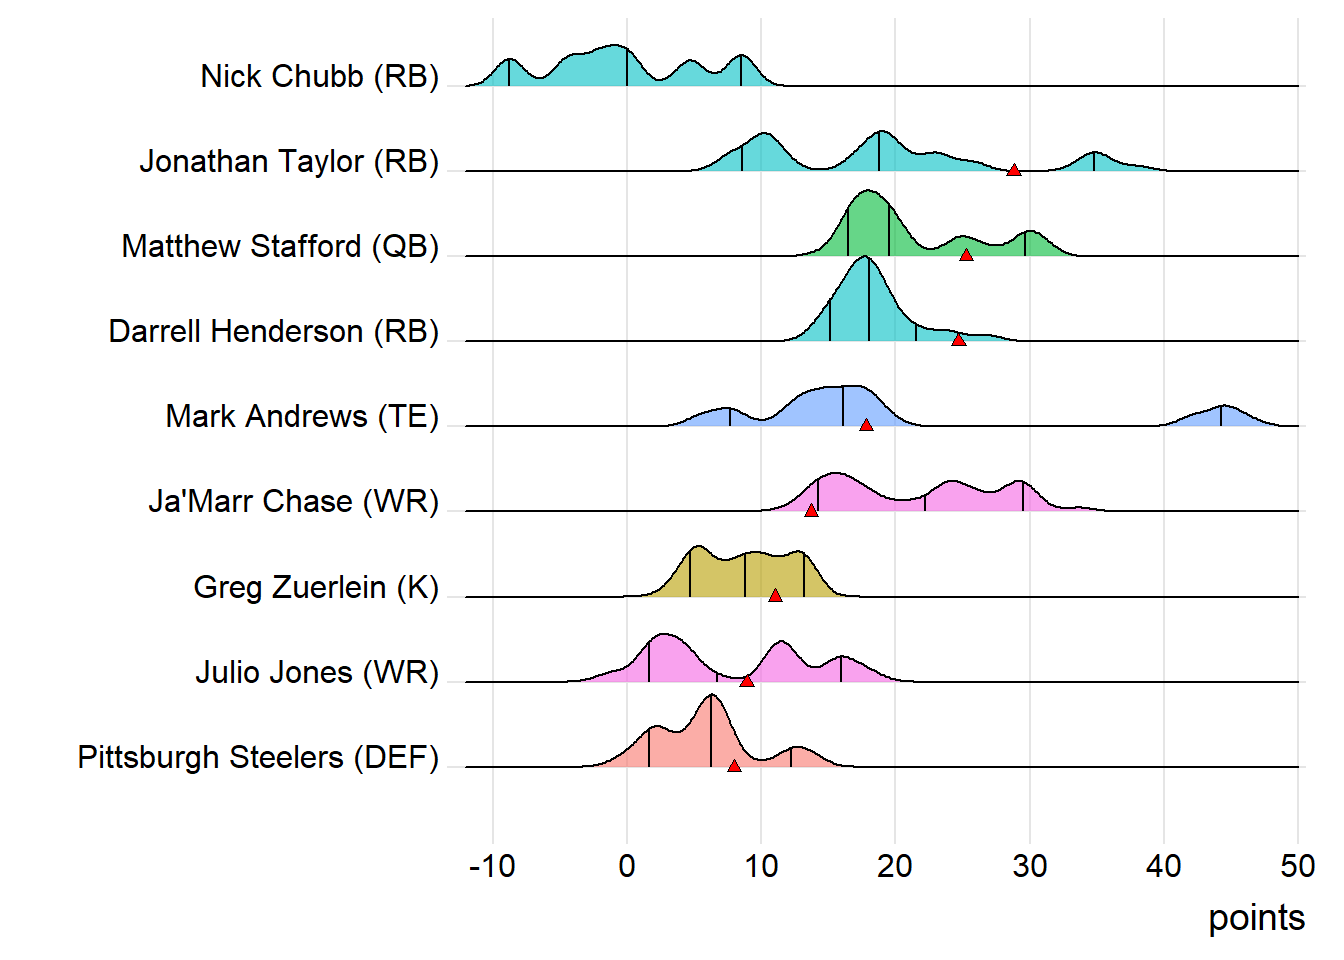 Nick Chubb (RB)
Jonathan Taylor (RB)
Matthew Stafford (QB)
Darrell Henderson (RB)
Mark Andrews (TE)
Ja'Marr Chase (WR)
Greg Zuerlein (K)
Julio Jones (WR)
Pittsburgh Steelers (DEF)
-10 0 10 20 30 40 50
points